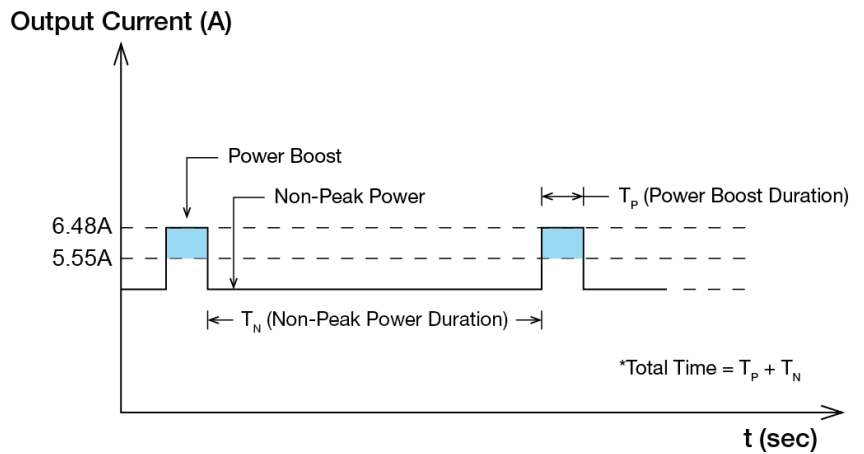 Output Current (A)
Power Boost
Non-Peak Power
T_P (Power Boost Duration)
6.48A
5.55A
T_N (Non-Peak Power Duration)
*Total Time = T_P + T_N
t (sec)